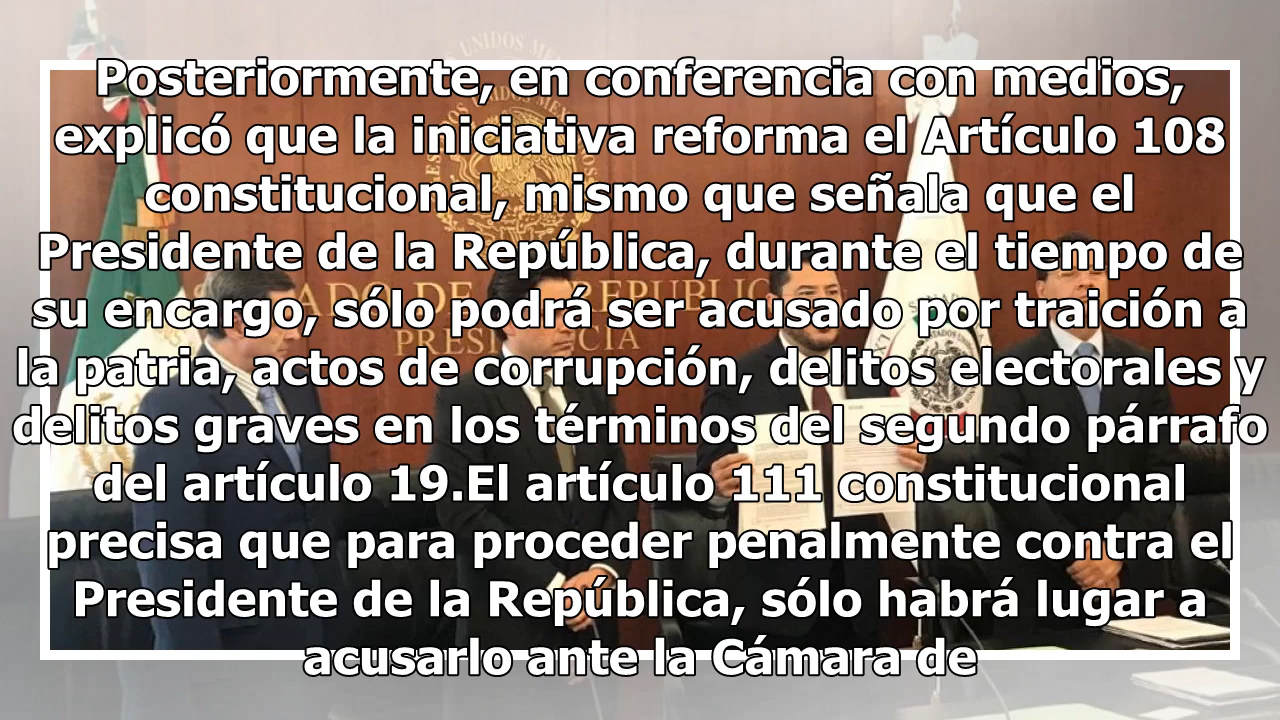 Posteriormente, en conferencia con medios,
explicó que la iniciativa reforma el Artículo 108
constitucional, mismo que señala que el
Presidente de la República, durante el tiempo de
su encargo, sólo podrá ser acusado por traición a
la patria, actos de corrupción, delitos electorales y
delitos graves en los términos del segundo párrafo
del artículo 19.El artículo 111 constitucional
precisa que para proceder penalmente contra el
Presidente de la República, sólo habrá lugar a
acusarlo ante la Cámara de